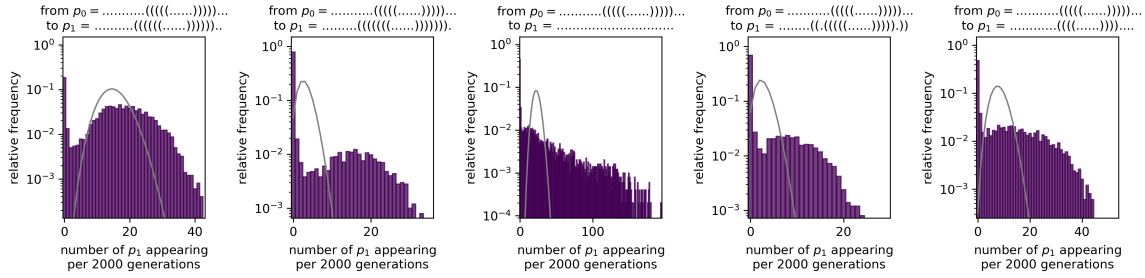 from p₀ = ...........(((((......)))))...
to p₁ = ..........((((((......))))))..
10⁰
10⁻¹
10⁻²
10⁻³
relative frequency
0
20
40
number of p₁ appearing
per 2000 generations
from p₀ = ...........(((((......)))))...
to p₁ = .........(((((((......))))))).
10⁰
10⁻¹
10⁻²
10⁻³
relative frequency
0
20
number of p₁ appearing
per 2000 generations
from p₀ = ...........(((((......)))))...
to p₁ = ..............................
10⁰
10⁻¹
10⁻²
10⁻³
10⁻⁴
relative frequency
0
100
number of p₁ appearing
per 2000 generations
from p₀ = ...........(((((......)))))...
to p₁ = ........((.(((((......))))).))
10⁰
10⁻¹
10⁻²
10⁻³
relative frequency
0
20
number of p₁ appearing
per 2000 generations
from p₀ = ...........(((((......)))))...
to p₁ = ............((((......))))....
10⁰
10⁻¹
10⁻²
10⁻³
relative frequency
0
20
40
number of p₁ appearing
per 2000 generations